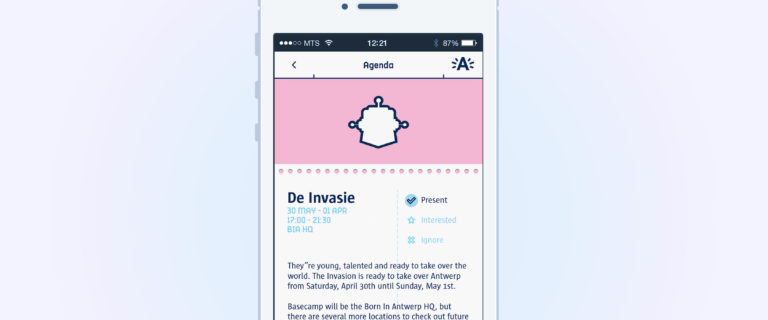 MTS 12:21 87%
Agenda A
De Invasie
30 MAY - 01 APR
17:00 - 21:30
BIA HQ
Present
Interested
Ignore
They"re young, talented and ready to take over the
world. The Invasion is ready to take over Antwerp
from Saturday, April 30th until Sunday, May 1st.
Basecamp will be the Born In Antwerp HQ, but
there are several more locations to check out future